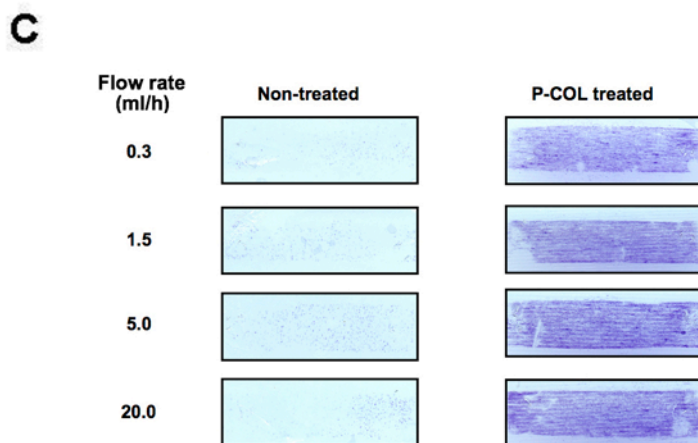 C
Flow rate
(ml/h)
Non-treated
P-COL treated
0.3
1.5
5.0
20.0